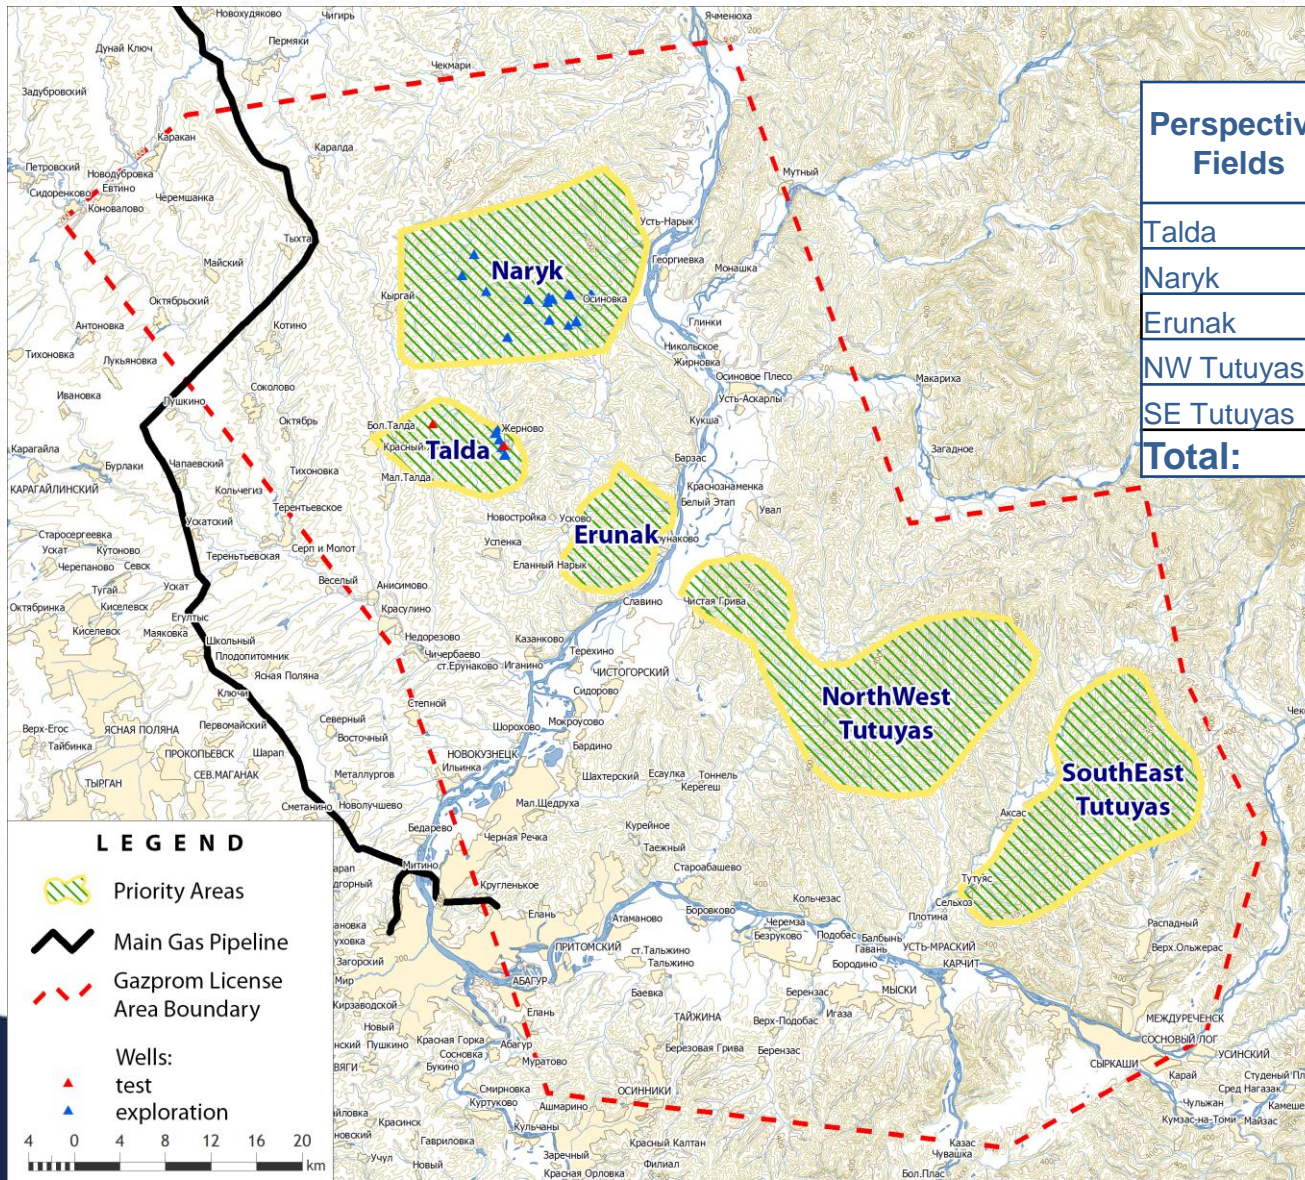 Ячменюха
Новохудяково
Чигирь
Пермяки
Дунай Ключ
Чекмари
Задубровский
Perspectiv
Fields
Каракан
Каралда
Петровский
Новодубровка
Мутный
Сидоренково
Евтино
Черемшанка
Коновалово
Усть-Нарык
Talda
Тыхта
Майский
Георгиевка
Монашка
Naryk
Naryk
Кыргай
Осиновка
Октябрьский
Антоновка
Котино
Глинки
Erunak
Тихоновка
Лукьяновка
Никольское
Жирновка
NW Tutuyas
Соколово
Осиновое Плесо
Макариха
Ивановка
Пушкино
Усть-Аскарлы
SE Tutuyas
Октябрь
Бол.Талда
Жерново
Кукша
Карагайла
Красный
Talda
Загадное
Total:
Барзас
Бурлаки
Чапаевский
Тихоновка
Мал.Талда
КАРАГАЙЛИНСКИЙ
Кольчегиз
Краснознаменка
Белый Этап
Терентьевское
Увал
Старосергеевка
Ускатский
Новостройка
Усково
Erunak
Ускат
Кутоново
Серп и Молот
Успенка
Черепаново
Севск
Тереньтьевская
Еланный Нарык
Тугай
Ускат
Веселый
Анисимово
Октябринка
Киселевск
Красулино
Славино
Чистая Грива
Егултыс
Киселевск
Маяковка
Школьный
Недорезово
Казанково
Плодопитомник
Чичербаево
Терехино
ст.Ерунаково
Иганино
ЧИСТОГОРСКИЙ
Ясная Поляна
Ключи
Сидорово
NorthWest
Tutuyas
Степной
Верх-Егос
ЯСНАЯ ПОЛЯНА
Первомайский
Северный
Шорохово
Мокроусово
Тайбинка
Восточный
Бардино
ПРОКОПЬЕВСК
Шарап
НОВОКУЗНЕЦК
Ильинка
СЕВ.МАГАНАК
Металлургов
Шахтерский
Есаулка
Тоннель
SouthEast
Tutuyas
ТЫРГАН
Керегеш
Сметанино
Новолучшево
Мал.Щедруха
Аксас
Бедарево
Курейное
Черная Речка
Таежный
LEGEND
Митино
Староабашево
Priority Areas
Кругленькое
Тутуяс
Сельхоз
Кольчезас
Елань
Атаманово
Боровково
Плотина
Черемза
Распадный
Main Gas Pipeline
ПРИТОМСКИЙ
ст.Тальжино
Безруково
Подобас
Балбынь
Гавань
УСТЬ-МРАСКИЙ
Верх.Ольжерас
Загорский
Тальжино
Бородино
КАРЧИТ
Gazprom License
Area Boundary
Мир
АБАГУР
Баевка
МЫСКИ
Кирзаводской
Елань
Березас
Игаза
МЕЖДУРЕЧЕНСК
Новый
ТАЙЖИНА
Верх-Подобас
СОСНОВЫЙ ЛОГ
Пушкино
Красная Горка
Абагур
Березовая Грива
Березас
УСИНСКИЙ
Wells:
Сосновка
Муратово
СЫРКАШИ
test
Букино
Карай
Смирновка
ОСИННИКИ
Сред Нагазак
exploration
Куртуково
Ашмарино
Чульжан
Красинск
Кульчаны
Кумзас-на-Томи
Майзас
4 0 4 8 12 16 20
km
Гавриловка
Красный Калтан
Казас
Чувашка
Учул
Новый
Заречный
Филиал
Красная Орловка
Бол.Плас